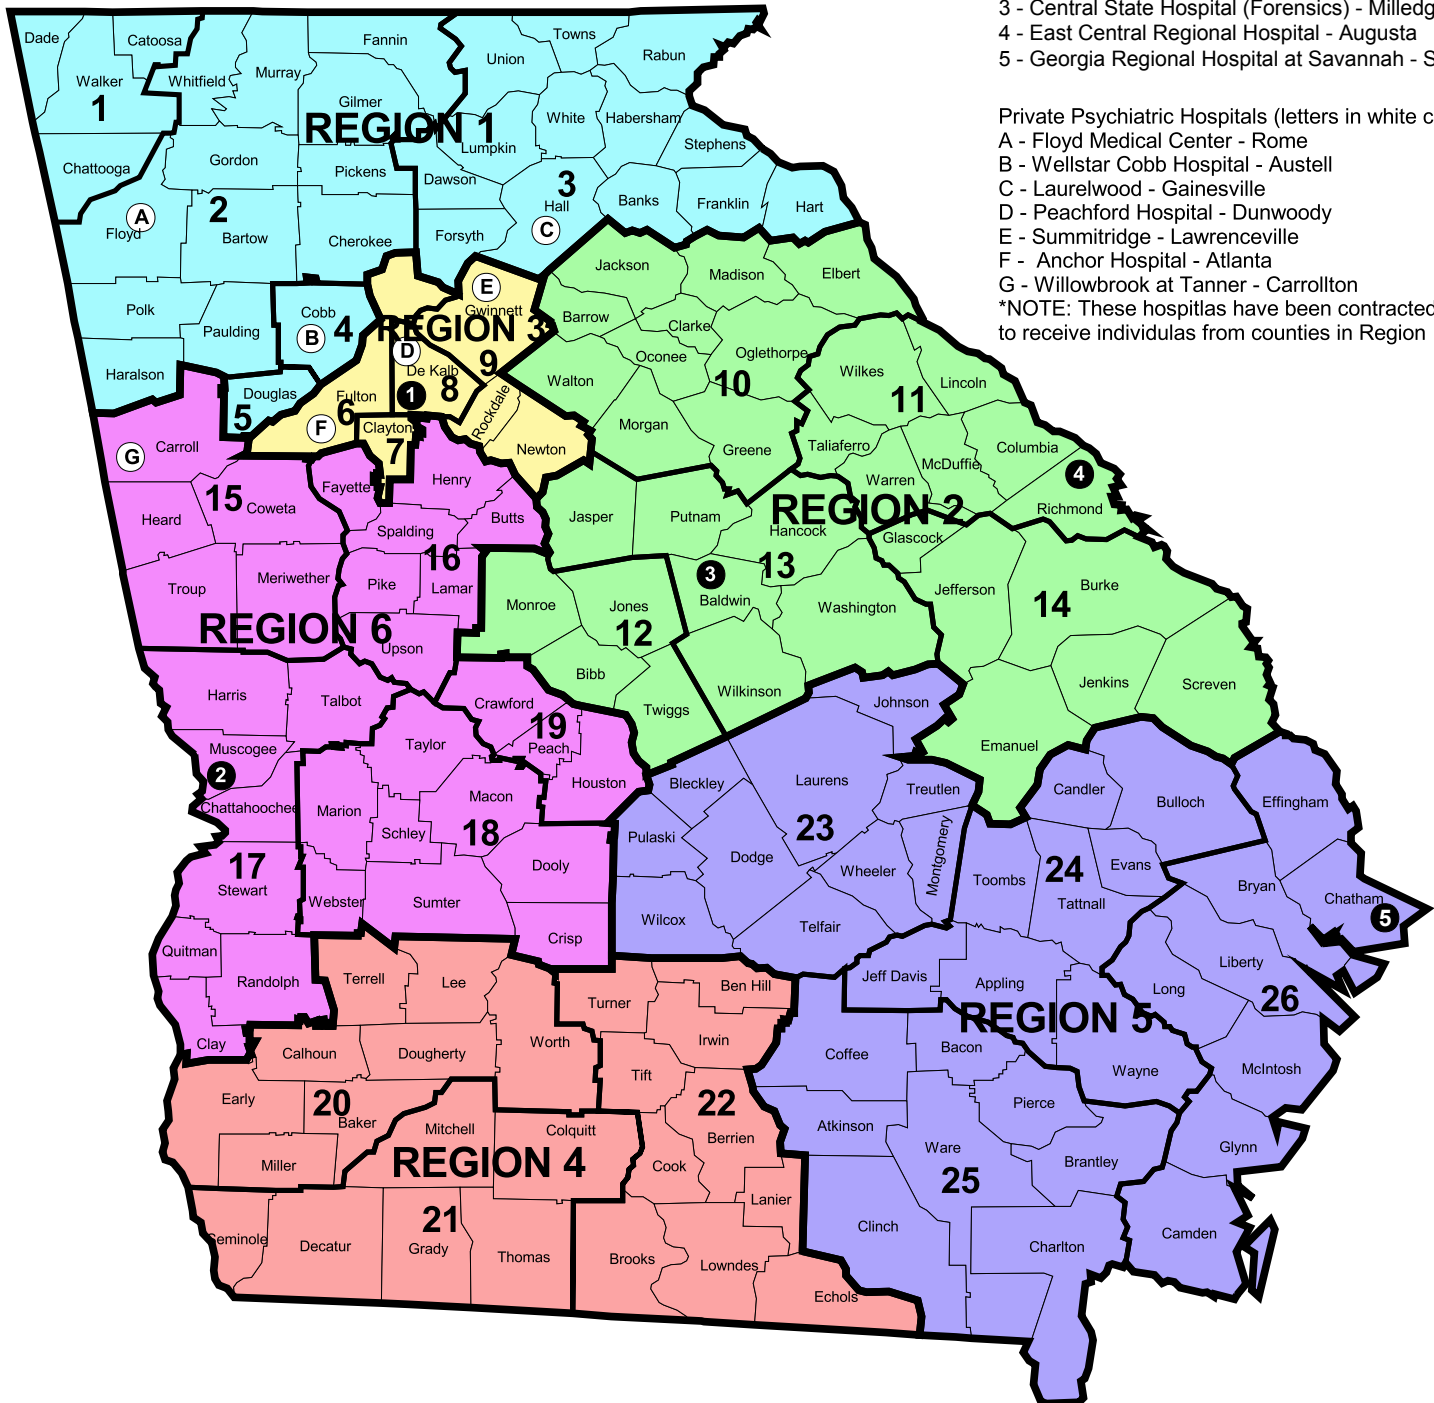 3 - Central State Hospital (Forensics) - Milledg
4 - East Central Regional Hospital - Augusta
5 - Georgia Regional Hospital at Savannah - S
Private Psychiatric Hospitals (letters in white c
A - Floyd Medical Center - Rome
B - Wellstar Cobb Hospital - Austell
C - Laurelwood - Gainesville
D - Peachford Hospital - Dunwoody
E - Summitridge - Lawrenceville
F -  Anchor Hospital - Atlanta
G - Willowbrook at Tanner - Carrollton
*NOTE: These hospitlas have been contracted
to receive individulas from counties in Region
REGION 1
Dade
Catoosa
Walker
1
Whitfield
Murray
Fannin
Gilmer
Union
Towns
Rabun
White
Habersham
Lumpkin
Stephens
Chattooga
Gordon
Pickens
Dawson
3
Hall
C
Banks
Franklin
Hart
A
Floyd
2
Bartow
Cherokee
Forsyth
Polk
Paulding
Cobb
B
4
Haralson
Douglas
5
REGION 3
E
Gwinnett
D
De Kalb
9
8
1
Fulton
6
F
Clayton
7
Rockdale
Newton
REGION 2
Jackson
Madison
Elbert
Barrow
Clarke
Oconee
Oglethorpe
Walton
10
Morgan
Greene
Wilkes
Lincoln
11
Taliaferro
Columbia
McDuffie
Warren
4
Richmond
Jasper
Putnam
Hancock
Glascock
3
13
Baldwin
Washington
Jefferson
Burke
14
Monroe
Jones
12
Bibb
Twiggs
Wilkinson
Jenkins
Screven
Emanuel
REGION 6
G
Carroll
15
Coweta
Heard
Fayette
Henry
Spalding
Butts
16
Troup
Meriwether
Pike
Lamar
Upson
Harris
Talbot
Crawford
19
Peach
Houston
Muscogee
2
Taylor
Chattahoochee
Marion
Macon
Schley
18
17
Stewart
Webster
Sumter
Dooly
Crisp
Quitman
Randolph
Clay
REGION 5
Johnson
Bleckley
Laurens
Treutlen
Candler
Bulloch
Effingham
Pulaski
23
Dodge
Wheeler
Montgomery
Toombs
24
Evans
Tattnall
Bryan
Chatham
5
Wilcox
Telfair
Jeff Davis
Appling
Long
Liberty
26
Coffee
Bacon
Wayne
McIntosh
Atkinson
Pierce
Ware
Brantley
Glynn
25
Clinch
Charlton
Camden
REGION 4
Terrell
Lee
Turner
Ben Hill
Calhoun
Dougherty
Worth
Irwin
Tift
Early
20
Baker
Mitchell
Colquitt
22
Berrien
Miller
Cook
Lanier
Seminole
Decatur
21
Grady
Thomas
Brooks
Lowndes
Echols